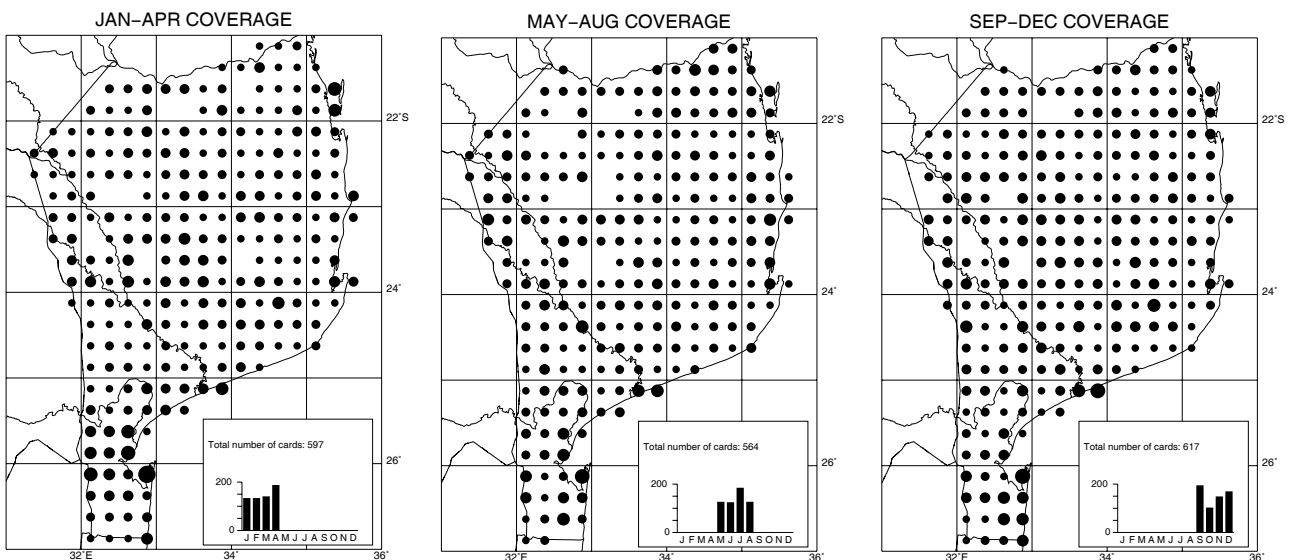 JAN–APR COVERAGE
22°S
24°
26°
Total number of cards: 597
200
0
J F M A M J J A S O N D
32°E
34°
36°
MAY–AUG COVERAGE
22°S
24°
26°
Total number of cards: 564
200
0
J F M A M J J A S O N D
32°E
34°
36°
SEP–DEC COVERAGE
22°S
24°
26°
Total number of cards: 617
200
0
J F M A M J J A S O N D
32°E
34°
36°